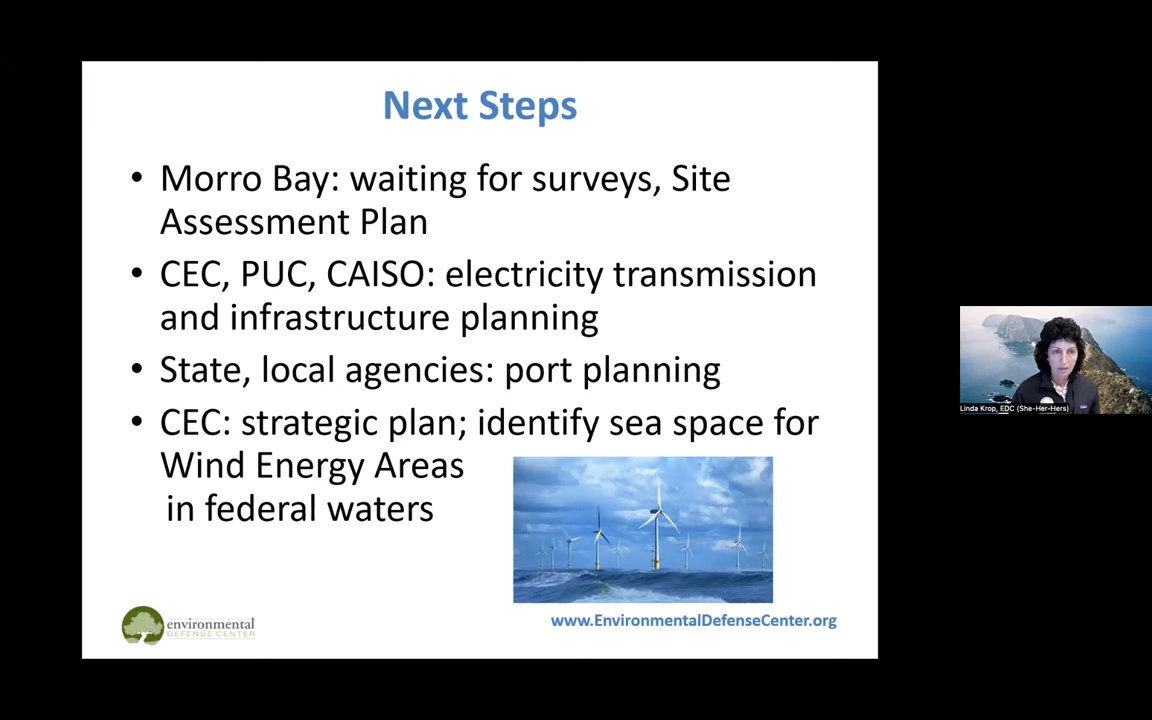 Next Steps
• Morro Bay: waiting for surveys, Site
Assessment Plan
• CEC, PUC, CAISO: electricity transmission
and infrastructure planning
• State, local agencies: port planning
• CEC: strategic plan; identify sea space for
Wind Energy Areas
in federal waters
environmental
DEFENSE CENTER
www.EnvironmentalDefenseCenter.org
Linda Krop, EDC (She-Her-Hers)